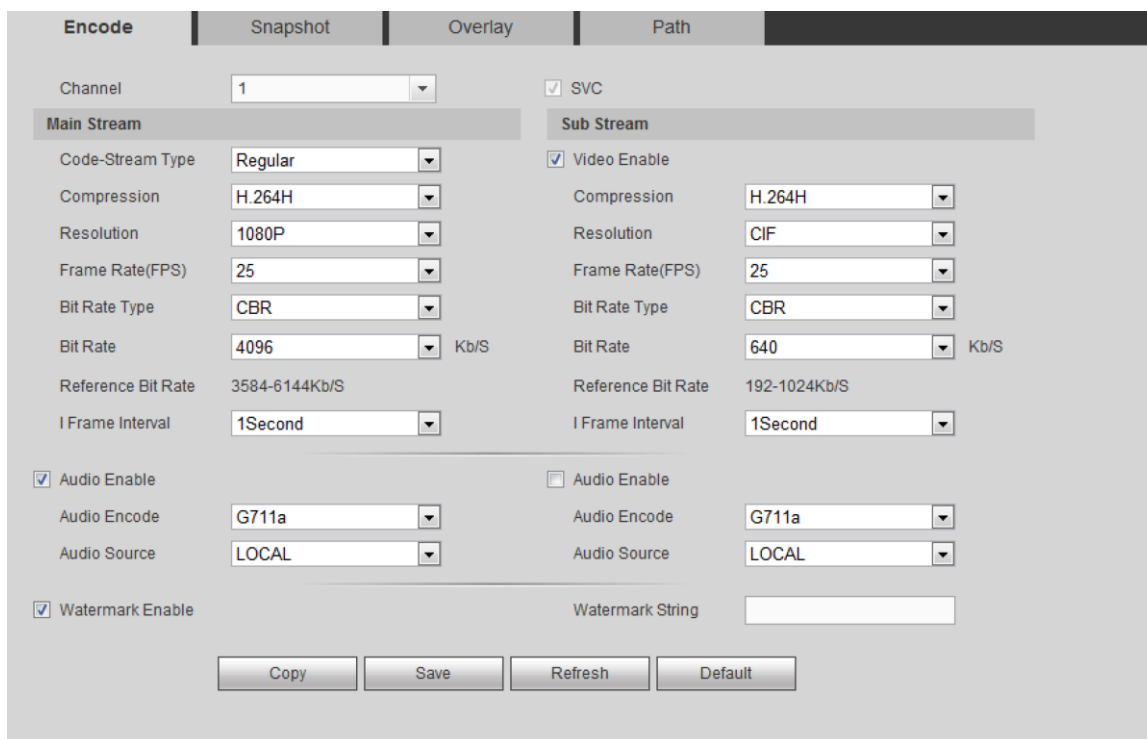 Encode Snapshot Overlay Path
Channel 1 SVC
Main Stream Sub Stream
Code-Stream Type Regular Video Enable
Compression H.264H Compression H.264H
Resolution 1080P Resolution CIF
Frame Rate(FPS) 25 Frame Rate(FPS) 25
Bit Rate Type CBR Bit Rate Type CBR
Bit Rate 4096 Kb/S Bit Rate 640 Kb/S
Reference Bit Rate 3584-6144Kb/S Reference Bit Rate 192-1024Kb/S
I Frame Interval 1Second I Frame Interval 1Second
Audio Enable Audio Enable
Audio Encode G711a Audio Encode G711a
Audio Source LOCAL Audio Source LOCAL
Watermark Enable Watermark String
Copy Save Refresh Default